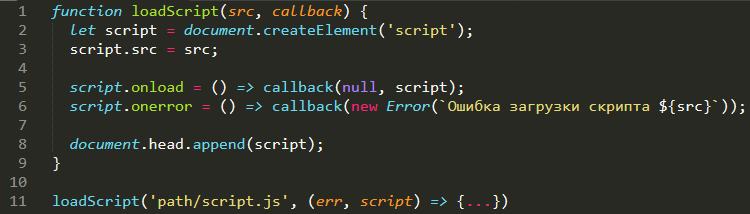 1 function loadScript(src, callback) {
2   let script = document.createElement('script');
3   script.src = src;
4
5   script.onload = () => callback(null, script);
6   script.onerror = () => callback(new Error(`Ошибка загрузки скрипта ${src}`));
7
8   document.head.append(script);
9 }
10
11 loadScript('path/script.js', (err, script) => {...})